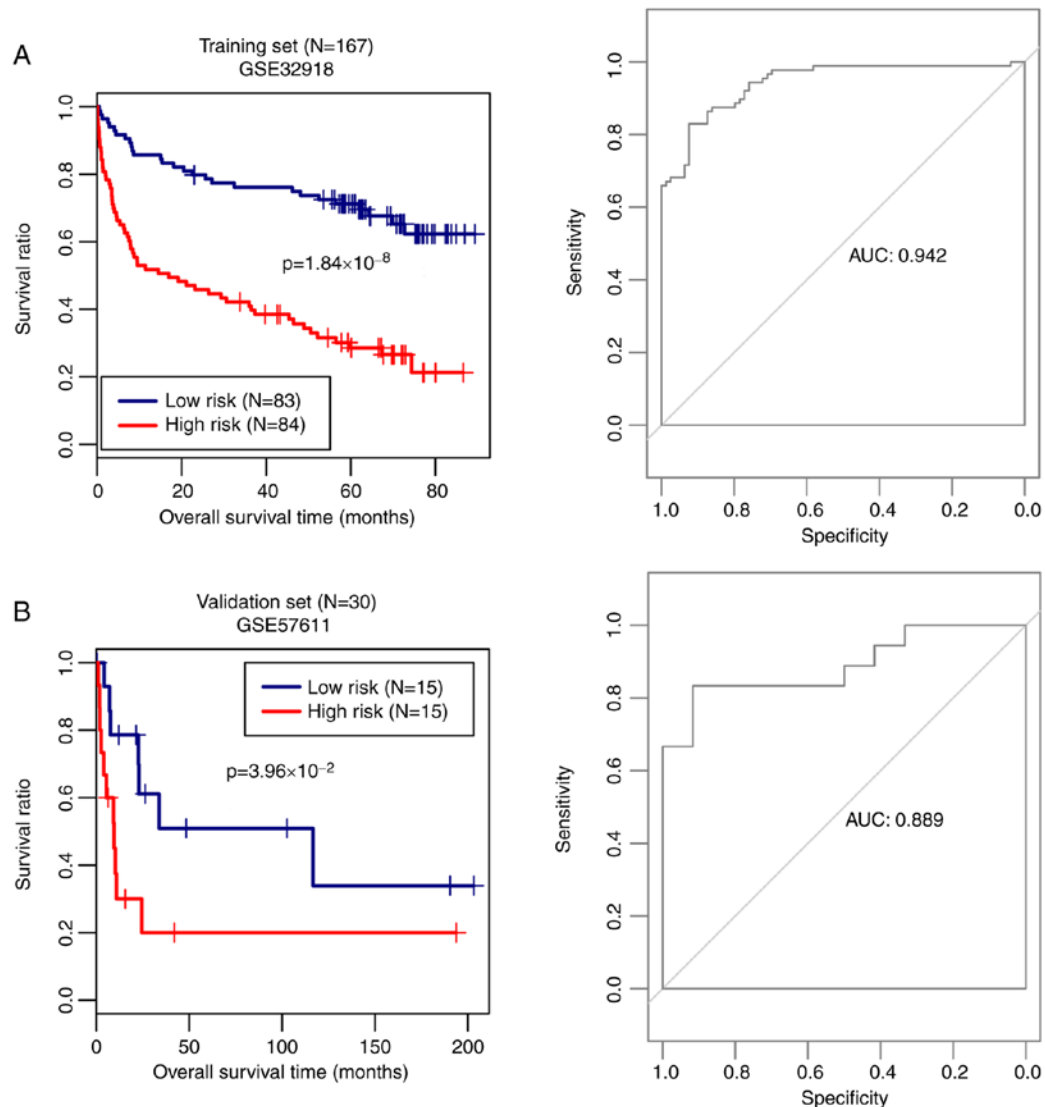 A
Training set (N=167)
GSE32918
Survival ratio
1.0
0.8
0.6
0.4
0.2
0.0
p=1.84×10⁻⁸
Low risk (N=83)
High risk (N=84)
0 20 40 60 80
Overall survival time (months)
Sensitivity
1.0
0.8
0.6
0.4
0.2
0.0
AUC: 0.942
1.0 0.8 0.6 0.4 0.2 0.0
Specificity
B
Validation set (N=30)
GSE57611
Survival ratio
1.0
0.8
0.6
0.4
0.2
0.0
Low risk (N=15)
High risk (N=15)
p=3.96×10⁻²
0 50 100 150 200
Overall survival time (months)
Sensitivity
1.0
0.8
0.6
0.4
0.2
0.0
AUC: 0.889
1.0 0.8 0.6 0.4 0.2 0.0
Specificity